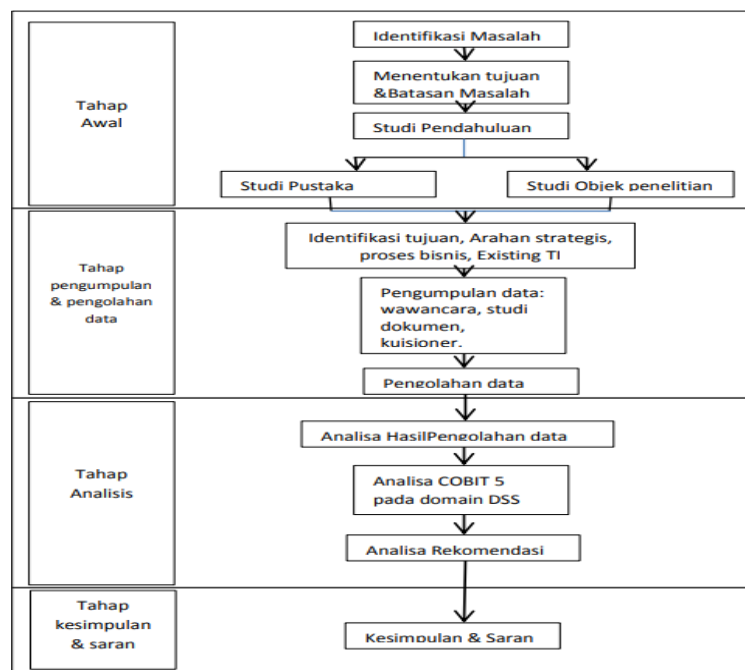 Tahap
Awal
Identifikasi Masalah
Menentukan tujuan
&Batasan Masalah
Studi Pendahuluan
Studi Pustaka
Studi Objek penelitian
Tahap
pengumpulan
& pengolahan
data
Identifikasi tujuan, Arahan strategis,
proses bisnis, Existing TI
Pengumpulan data:
wawancara, studi
dokumen,
kuisioner.
Pengolahan data
Tahap
Analisis
Analisa HasilPengolahan data
Analisa COBIT 5
pada domain DSS
Analisa Rekomendasi
Tahap
kesimpulan
& saran
Kesimpulan & Saran